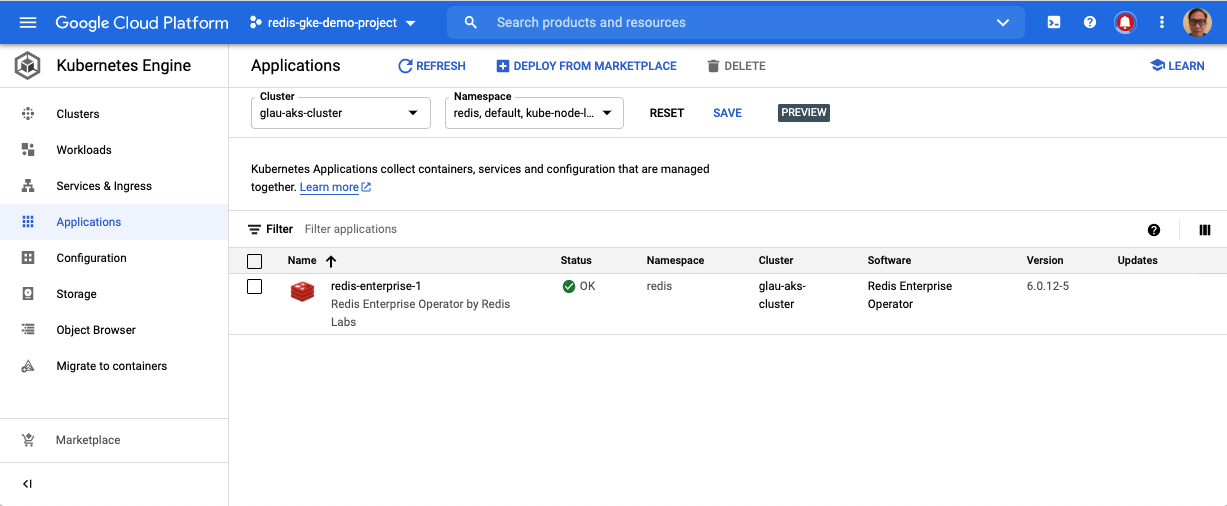 Google Cloud Platform
redis-gke-demo-project
Search products and resources
Kubernetes Engine
Applications
REFRESH
DEPLOY FROM MARKETPLACE
DELETE
LEARN
Clusters
Workloads
Services & Ingress
Applications
Configuration
Storage
Object Browser
Migrate to containers
Marketplace
Cluster
glau-aks-cluster
Namespace
redis, default, kube-node-l...
RESET
SAVE
PREVIEW
Kubernetes Applications collect containers, services and configuration that are managed
together. Learn more
Filter Filter applications
Name Status Namespace Cluster Software Version Updates
redis-enterprise-1 OK redis glau-aks- Redis Enterprise 6.0.12-5
Redis Enterprise Operator by Redis cluster Operator
Labs